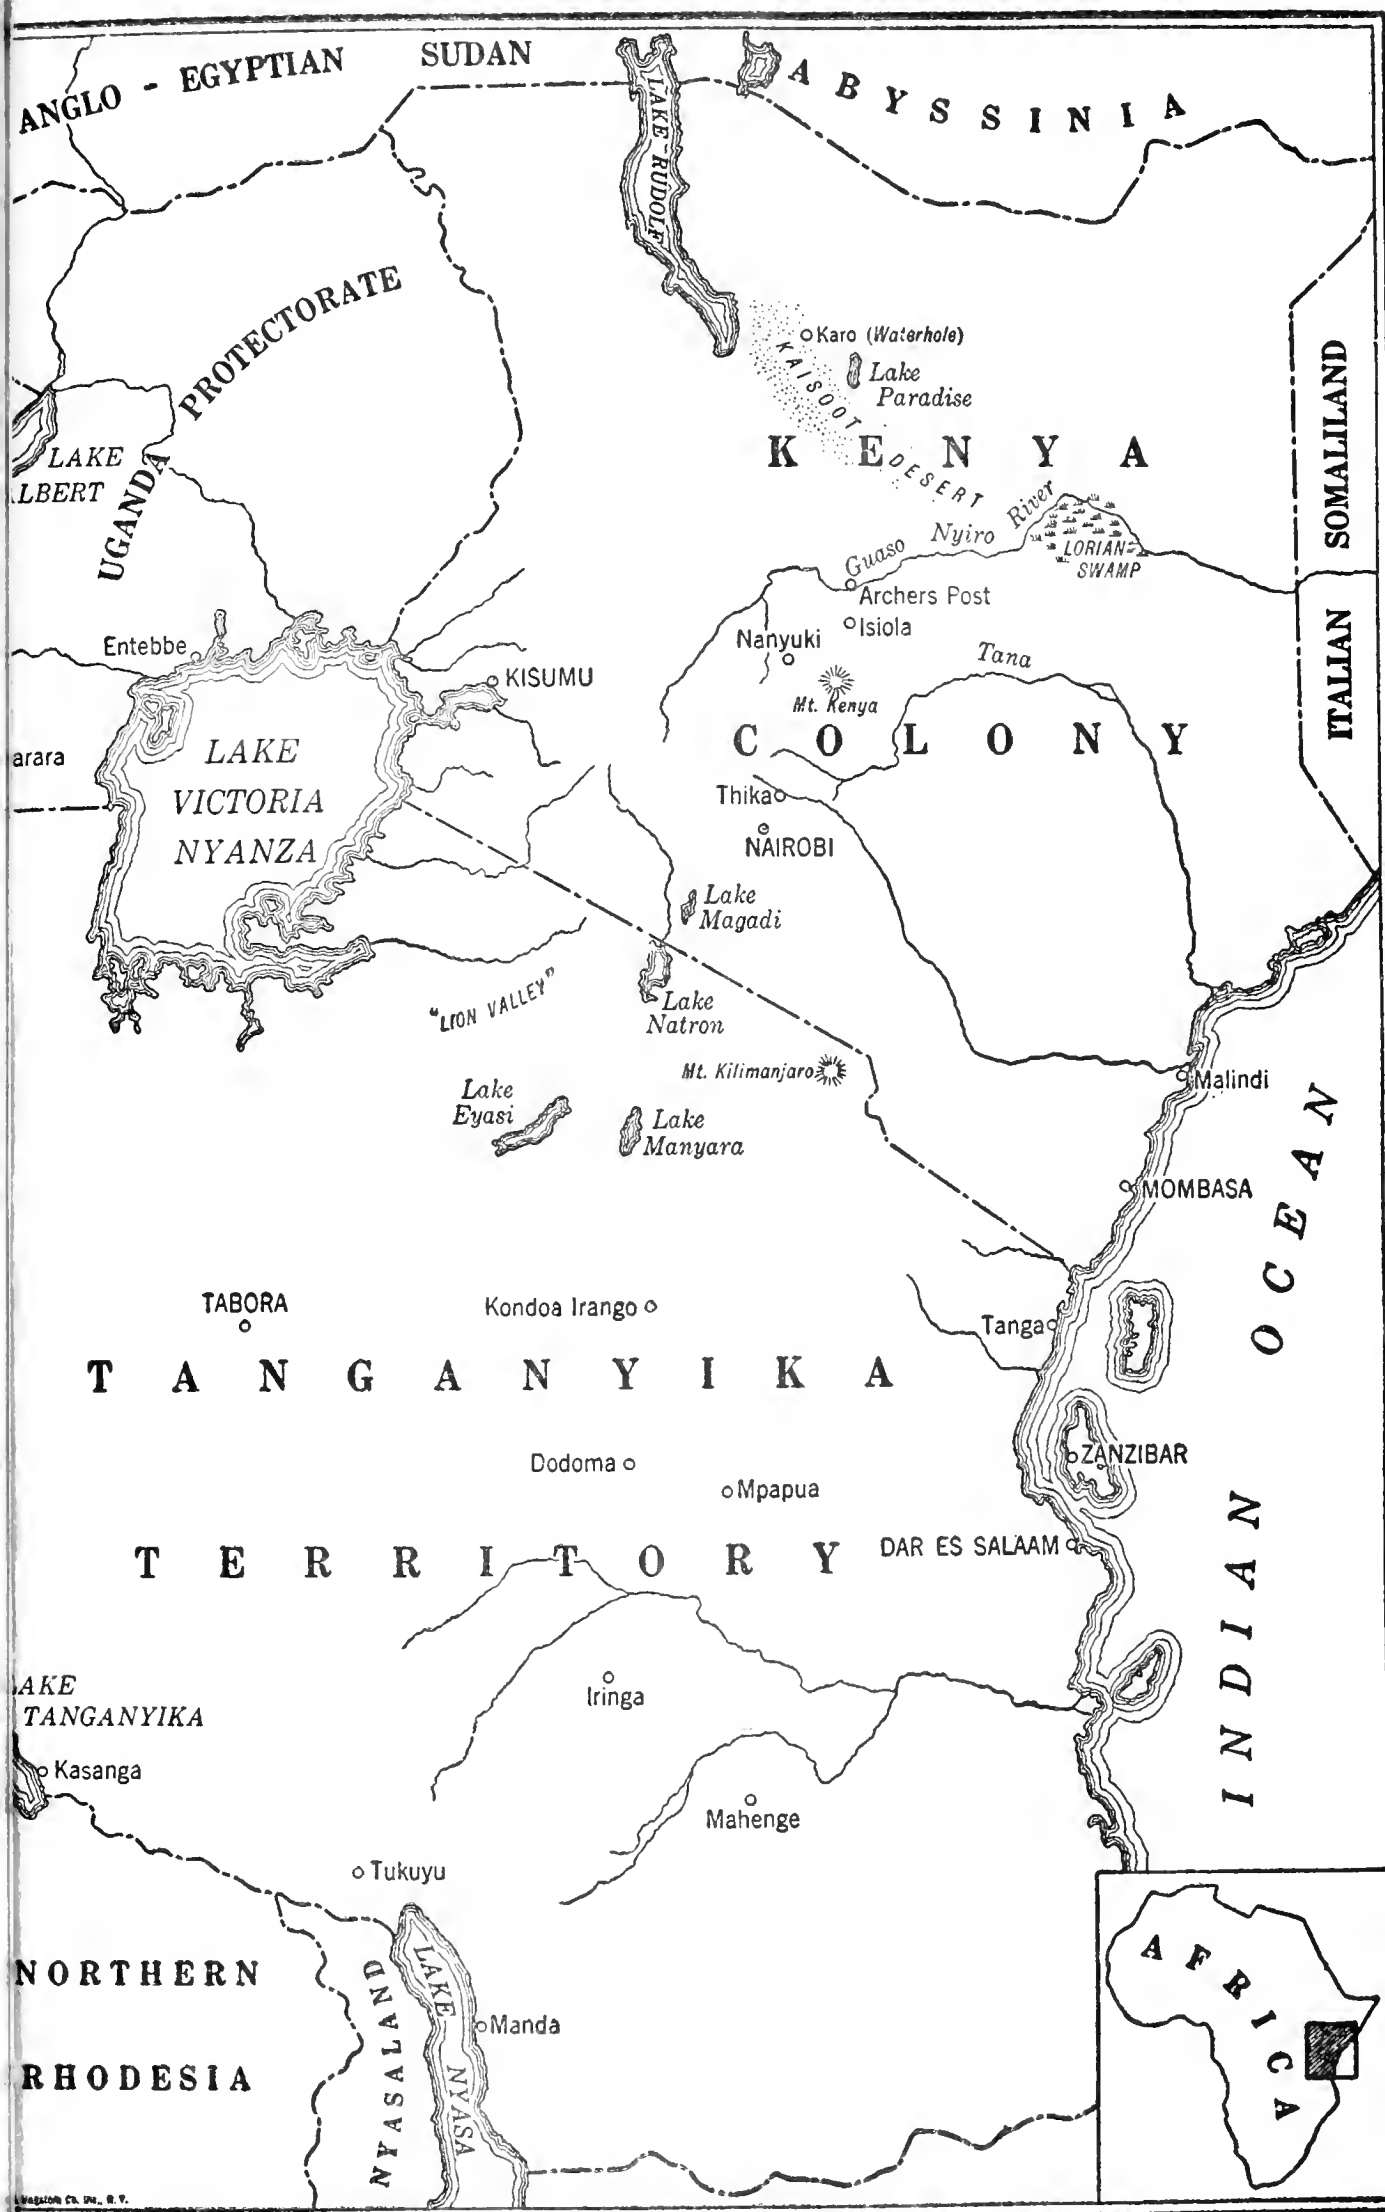 ANGLO - EGYPTIAN SUDAN
ABYSSINIA
LAKE RUDOLF
UGANDA PROTECTORATE
Karo (Waterhole)
Lake
Paradise
KAISOOT DESERT
KENYA
COLONY
ITALIAN SOMALILAND
LAKE
LBERT
Guaso Nyiro River
LORIAN
SWAMP
Archers Post
Isiola
Nanyuki
Mt. Kenya
Tana
Entebbe
KISUMU
arara
LAKE
VICTORIA
NYANZA
Thika
NAIROBI
Lake
Magadi
"LION VALLEY"
Lake
Natron
Mt. Kilimanjaro
Lake
Eyasi
Lake
Manyara
Malindi
MOMBASA
INDIAN OCEAN
TABORA
Kondoa Irango
Tanga
TANGANYIKA
TERRITORY
Dodoma
Mpapua
ZANZIBAR
DAR ES SALAAM
Iringa
AKE
TANGANYIKA
Kasanga
Mahenge
Tukuyu
NORTHERN
RHODESIA
NYASALAND
LAKE NYASA
Manda
AFRICA